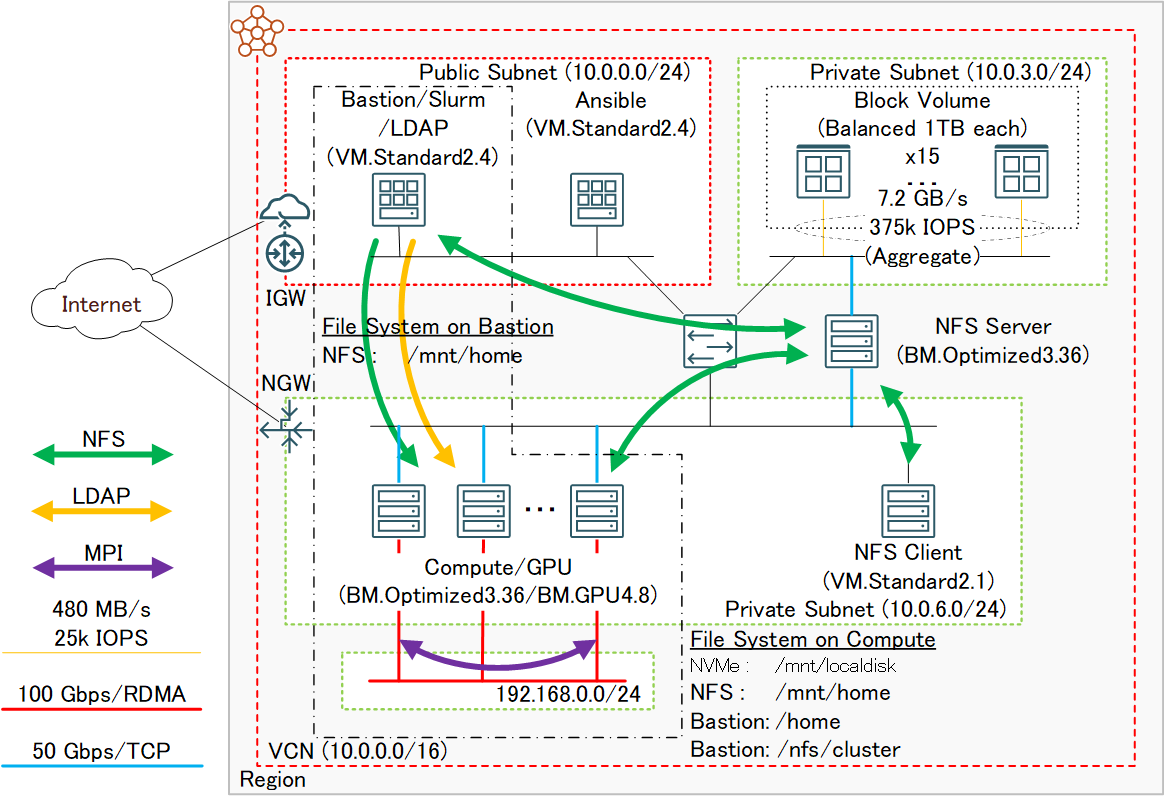 Public Subnet (10.0.0.0/24)
Bastion/Slurm
/LDAP
(VM.Standard2.4)
Ansible
(VM.Standard2.4)
Private Subnet (10.0.3.0/24)
Block Volume
(Balanced 1TB each)
x15
...
7.2 GB/s
375k IOPS
(Aggregate)
Internet
IGW
File System on Bastion
NFS : /mnt/home
NFS Server
(BM.Optimized3.36)
NGW
NFS
LDAP
MPI
480 MB/s
25k IOPS
100 Gbps/RDMA
50 Gbps/TCP
...
Compute/GPU
(BM.Optimized3.36/BM.GPU4.8)
NFS Client
(VM.Standard2.1)
Private Subnet (10.0.6.0/24)
192.168.0.0/24
File System on Compute
NVMe : /mnt/localdisk
NFS : /mnt/home
Bastion: /home
Bastion: /nfs/cluster
VCN (10.0.0.0/16)
Region